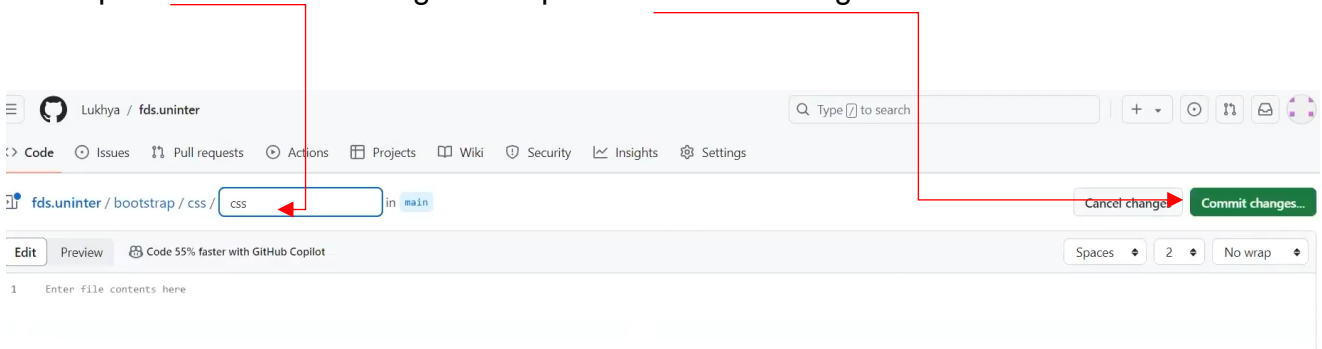 Lukhya / fds.uninter
Type / to search
<> Code Issues Pull requests Actions Projects Wiki Security Insights Settings
fds.uninter / bootstrap / css / css in main
Cancel changes Commit changes...
Edit Preview Code 55% faster with GitHub Copilot
Spaces 2 No wrap
1 Enter file contents here